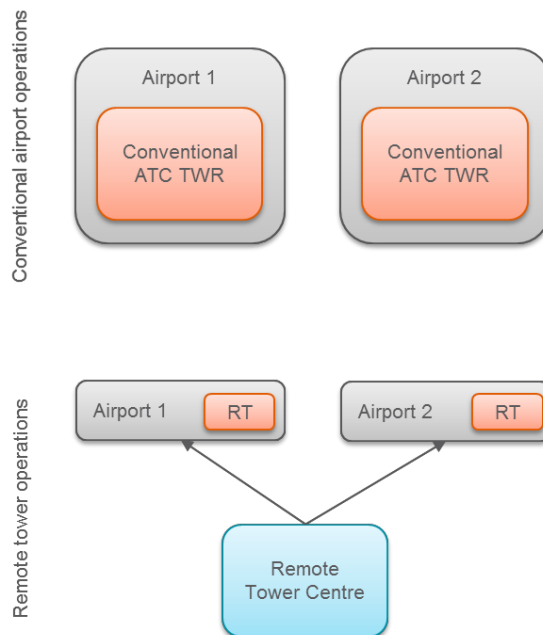 Conventional airport operations
Airport 1
Conventional
ATC TWR
Airport 2
Conventional
ATC TWR
Remote tower operations
Airport 1
RT
Airport 2
RT
Remote
Tower Centre